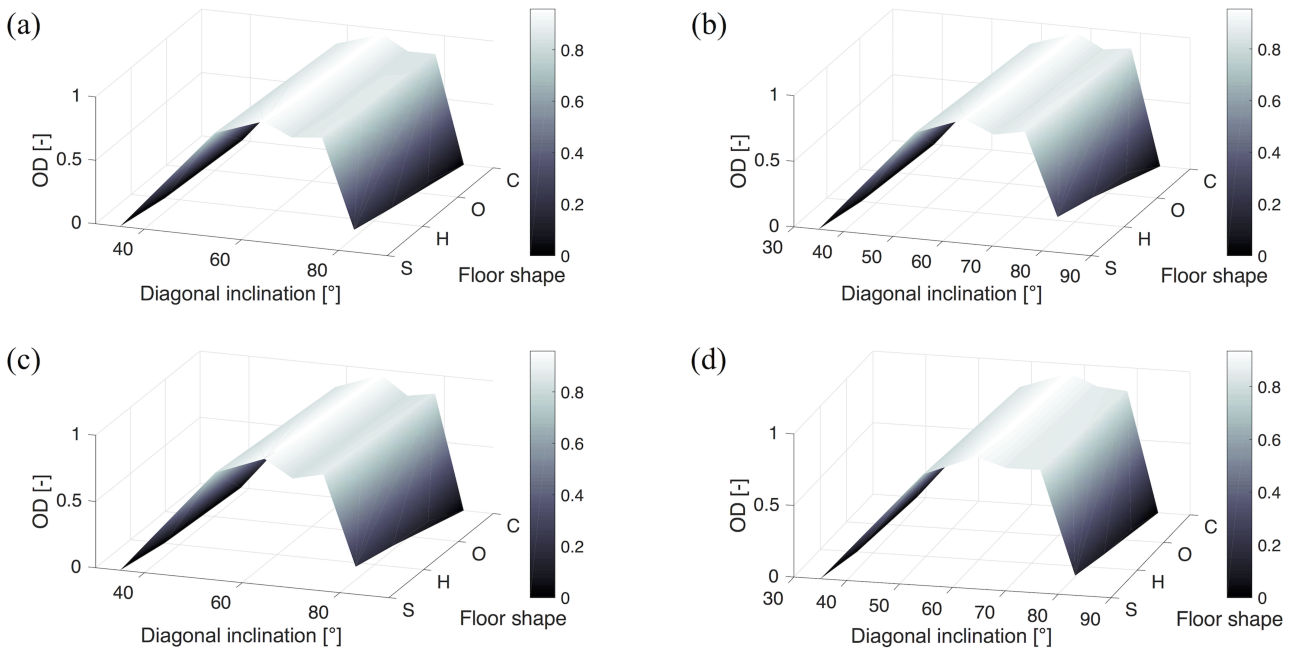 (a)
1
0.5
0
OD [-]
40
60
80
Diagonal inclination [°]
S
H
O
C
Floor shape
0.8
0.6
0.4
0.2
0
(b)
1
0.5
0
OD [-]
30
40
50
60
70
80
90
Diagonal inclination [°]
S
H
O
C
Floor shape
0.8
0.6
0.4
0.2
0
(c)
1
0.5
0
OD [-]
40
60
80
Diagonal inclination [°]
S
H
O
C
Floor shape
0.8
0.6
0.4
0.2
0
(d)
1
0.5
0
OD [-]
30
40
50
60
70
80
90
Diagonal inclination [°]
S
H
O
C
Floor shape
0.8
0.6
0.4
0.2
0